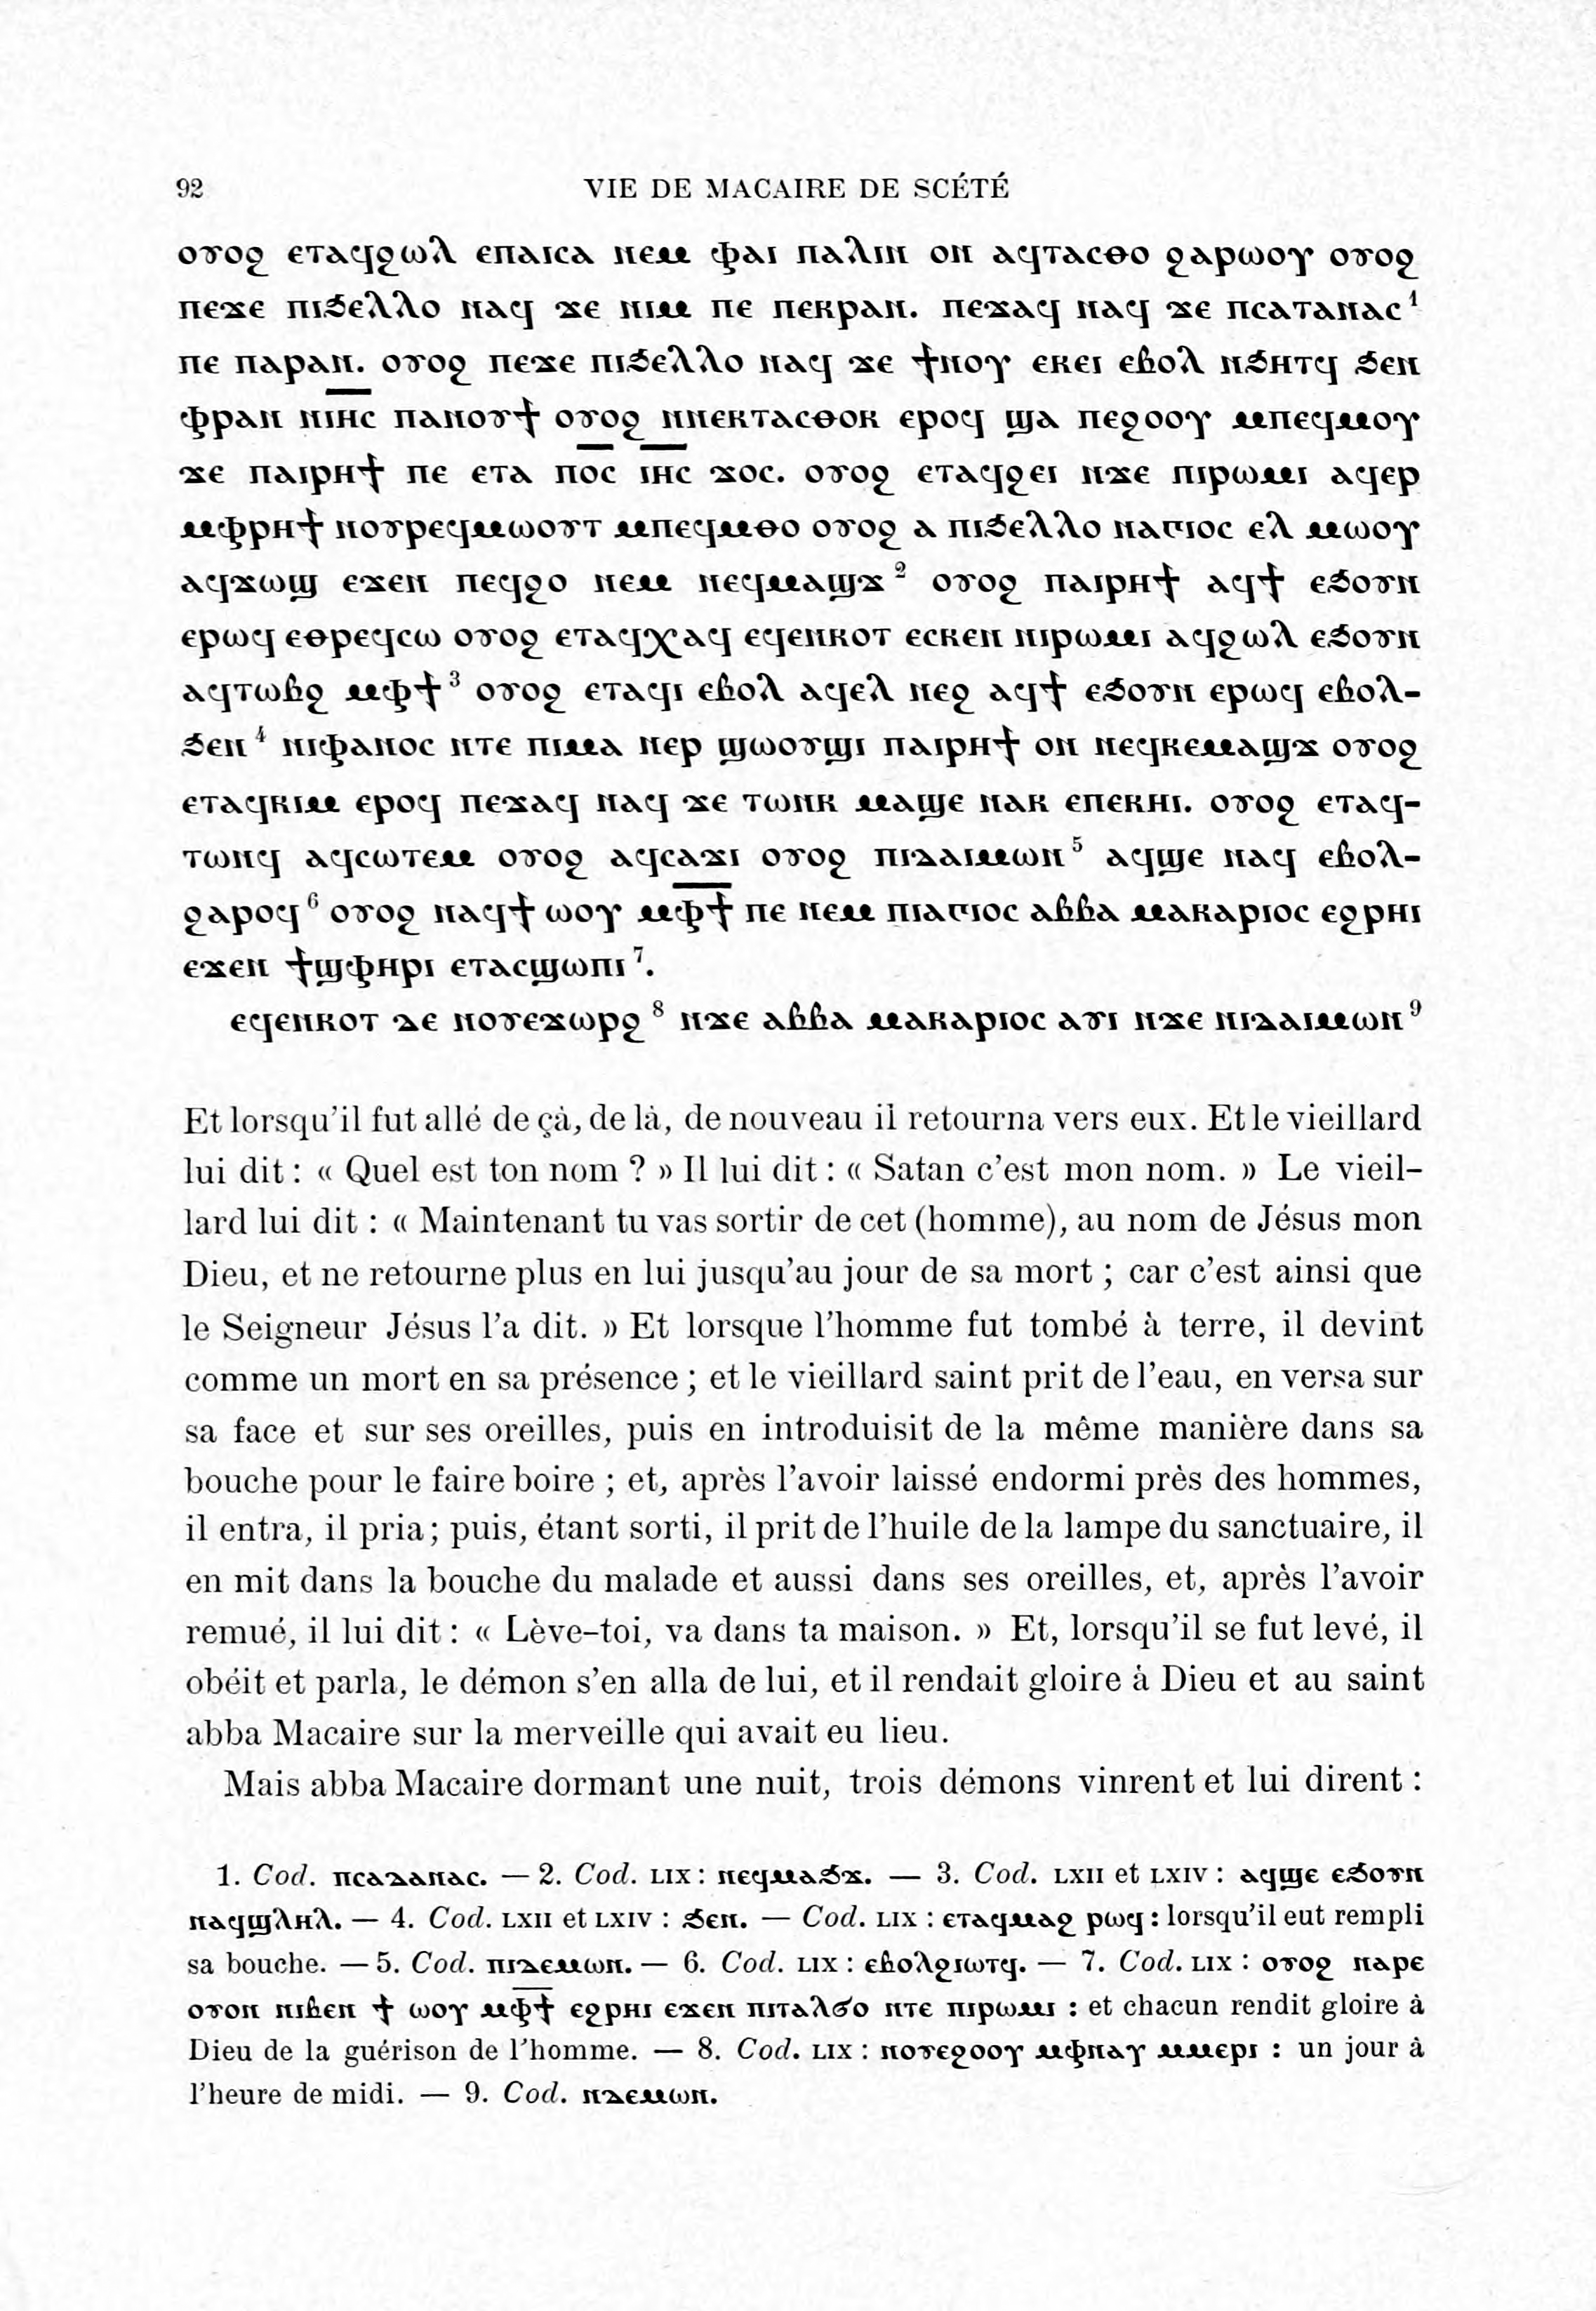 92 VIE DE MACAIRE DE SCÉTÉ
ⲟⲩⲟϩ ⲉⲧⲁϥϩⲱⲗ ⲉⲡⲁⲓⲥⲁ ⲛⲉⲙ ⲫⲁⲓ ⲡⲁⲗⲓⲛ ⲟⲛ ⲁϥⲧⲁⲥⲑⲟ ϩⲁⲣⲱⲟⲩ ⲟⲩⲟϩ
ⲡⲉϫⲉ ⲡⲓϧⲉⲗⲗⲟ ⲛⲁϥ ϫⲉ ⲛⲓⲙ ⲡⲉ ⲡⲉⲕⲣⲁⲛ. ⲡⲉϫⲁϥ ⲛⲁϥ ϫⲉ ⲡⲥⲁⲧⲁⲛⲁⲥ¹
ⲡⲉ ⲡⲁⲣⲁⲛ. ⲟⲩⲟϩ ⲡⲉϫⲉ ⲡⲓϧⲉⲗⲗⲟ ⲛⲁϥ ϫⲉ ϯⲛⲟⲩ ⲉⲕⲉⲓ ⲉⲃⲟⲗ ⲛϧⲏⲧϥ ϧⲉⲛ
ⲫⲣⲁⲛ ⲛⲓ̅ⲏ̅ⲥ̅ ⲡⲁⲛⲟⲩϯ ⲟⲩⲟϩ ⲛⲛⲉⲕⲧⲁⲥⲑⲟⲕ ⲉⲣⲟϥ ϣⲁ ⲡⲉϩⲟⲟⲩ ⲙⲡⲉϥⲙⲟⲩ
ϫⲉ ⲡⲁⲓⲣⲏϯ ⲡⲉ ⲉⲧⲁ ⲡ̅ⲟ̅ⲥ̅ ⲓ̅ⲏ̅ⲥ̅ ϫⲟⲥ. ⲟⲩⲟϩ ⲉⲧⲁϥϩⲉⲓ ⲛϫⲉ ⲡⲓⲣⲱⲙⲓ ⲁϥⲉⲣ
ⲙⲫⲣⲏϯ ⲛⲟⲩⲣⲉϥⲙⲱⲟⲩⲧ ⲙⲡⲉϥⲙⲑⲟ ⲟⲩⲟϩ ⲁ ⲡⲓϧⲉⲗⲗⲟ ⲛⲁⲅⲓⲟⲥ ⲉⲗ ⲙⲱⲟⲩ
ⲁϥϫⲱϣ ⲉϫⲉⲛ ⲡⲉϥϩⲟ ⲛⲉⲙ ⲛⲉϥⲙⲁϣϫ² ⲟⲩⲟϩ ⲡⲁⲓⲣⲏϯ ⲁϥϯ ⲉϧⲟⲩⲛ
ⲉⲣⲱϥ ⲉⲑⲣⲉϥⲥⲱ ⲟⲩⲟϩ ⲉⲧⲁϥⲭⲁϥ ⲉϥⲉⲛⲕⲟⲧ ⲉⲥⲕⲉⲛ ⲛⲓⲣⲱⲙⲓ ⲁϥϩⲱⲗ ⲉϧⲟⲩⲛ
ⲁϥⲧⲱⲃϩ ⲙⲫϯ³ ⲟⲩⲟϩ ⲉⲧⲁϥⲓ ⲉⲃⲟⲗ ⲁϥⲉⲗ ⲛⲉϩ ⲁϥϯ ⲉϧⲟⲩⲛ ⲉⲣⲱϥ ⲉⲃⲟⲗ-
ϧⲉⲛ⁴ ⲛⲓⲫⲁⲛⲟⲥ ⲛⲧⲉ ⲡⲓⲙⲁ ⲛⲉⲣ ϣⲱⲟⲩϣⲓ ⲡⲁⲓⲣⲏϯ ⲟⲛ ⲛⲉϥⲕⲉⲙⲁϣϫ ⲟⲩⲟϩ
ⲉⲧⲁϥⲕⲓⲙ ⲉⲣⲟϥ ⲡⲉϫⲁϥ ⲛⲁϥ ϫⲉ ⲧⲱⲛⲕ ⲙⲁϣⲉ ⲛⲁⲕ ⲉⲡⲉⲕⲏⲓ. ⲟⲩⲟϩ ⲉⲧⲁϥ-
ⲧⲱⲛϥ ⲁϥⲥⲱⲧⲉⲙ ⲟⲩⲟϩ ⲁϥⲥⲁϫⲓ ⲟⲩⲟϩ ⲡⲓⲇⲁⲓⲙⲱⲛ⁵ ⲁϥϣⲉ ⲛⲁϥ ⲉⲃⲟⲗ-
ϩⲁⲣⲟϥ⁶ ⲟⲩⲟϩ ⲛⲁϥϯ ⲱⲟⲩ ⲙⲫ̅ϯ̅ ⲡⲉ ⲛⲉⲙ ⲡⲓⲁⲅⲓⲟⲥ ⲁⲃⲃⲁ ⲙⲁⲕⲁⲣⲓⲟⲥ ⲉϩⲣⲏⲓ
ⲉϫⲉⲛ ϯϣⲫⲏⲣⲓ ⲉⲧⲁⲥϣⲱⲡⲓ⁷.
ⲉϥⲉⲛⲕⲟⲧ ⲇⲉ ⲛⲟⲩⲉϫⲱⲣϩ⁸ ⲛϫⲉ ⲁⲃⲃⲁ ⲙⲁⲕⲁⲣⲓⲟⲥ ⲁⲩⲓ ⲛϫⲉ ⲛⲓⲇⲁⲓⲙⲱⲛ⁹
Et lorsqu'il fut allé de çà, de là, de nouveau il retourna vers eux. Et le vieillard
lui dit : « Quel est ton nom ? » Il lui dit : « Satan c'est mon nom. » Le vieil-
lard lui dit : « Maintenant tu vas sortir de cet (homme), au nom de Jésus mon
Dieu, et ne retourne plus en lui jusqu'au jour de sa mort ; car c'est ainsi que
le Seigneur Jésus l'a dit. » Et lorsque l'homme fut tombé à terre, il devint
comme un mort en sa présence ; et le vieillard saint prit de l'eau, en versa sur
sa face et sur ses oreilles, puis en introduisit de la même manière dans sa
bouche pour le faire boire ; et, après l'avoir laissé endormi près des hommes,
il entra, il pria ; puis, étant sorti, il prit de l'huile de la lampe du sanctuaire, il
en mit dans la bouche du malade et aussi dans ses oreilles, et, après l'avoir
remué, il lui dit : « Lève-toi, va dans ta maison. » Et, lorsqu'il se fut levé, il
obéit et parla, le démon s'en alla de lui, et il rendait gloire à Dieu et au saint
abba Macaire sur la merveille qui avait eu lieu.
Mais abba Macaire dormant une nuit, trois démons vinrent et lui dirent :
1. Cod. ⲡⲥⲁⲇⲁⲛⲁⲥ. — 2. Cod. LIX : ⲛⲉϥⲙⲁϧϫ. — 3. Cod. LXII et LXIV : ⲁϥϣⲉ ⲉϧⲟⲩⲛ
ⲛⲁϥϣⲗⲏⲗ. — 4. Cod. LXII et LXIV : ϧⲉⲛ. — Cod. LIX : ⲉⲧⲁϥⲙⲁϩ ⲣⲱϥ : lorsqu'il eut rempli
sa bouche. — 5. Cod. ⲡⲓⲇⲉⲙⲱⲛ. — 6. Cod. LIX : ⲉⲃⲟⲗϩⲓⲱⲧϥ. — 7. Cod. LIX : ⲟⲩⲟϩ ⲛⲁⲣⲉ
ⲟⲩⲟⲛ ⲛⲓⲃⲉⲛ ϯ ⲱⲟⲩ ⲙⲫ̅ϯ̅ ⲉϩⲣⲏⲓ ⲉϫⲉⲛ ⲡⲓⲧⲁⲗϭⲟ ⲛⲧⲉ ⲡⲓⲣⲱⲙⲓ : et chacun rendit gloire à
Dieu de la guérison de l'homme. — 8. Cod. LIX : ⲛⲟⲩⲉϩⲟⲟⲩ ⲙⲫⲛⲁⲩ ⲙⲙⲉⲣⲓ : un jour à
l'heure de midi. — 9. Cod. ⲛⲇⲉⲙⲱⲛ.